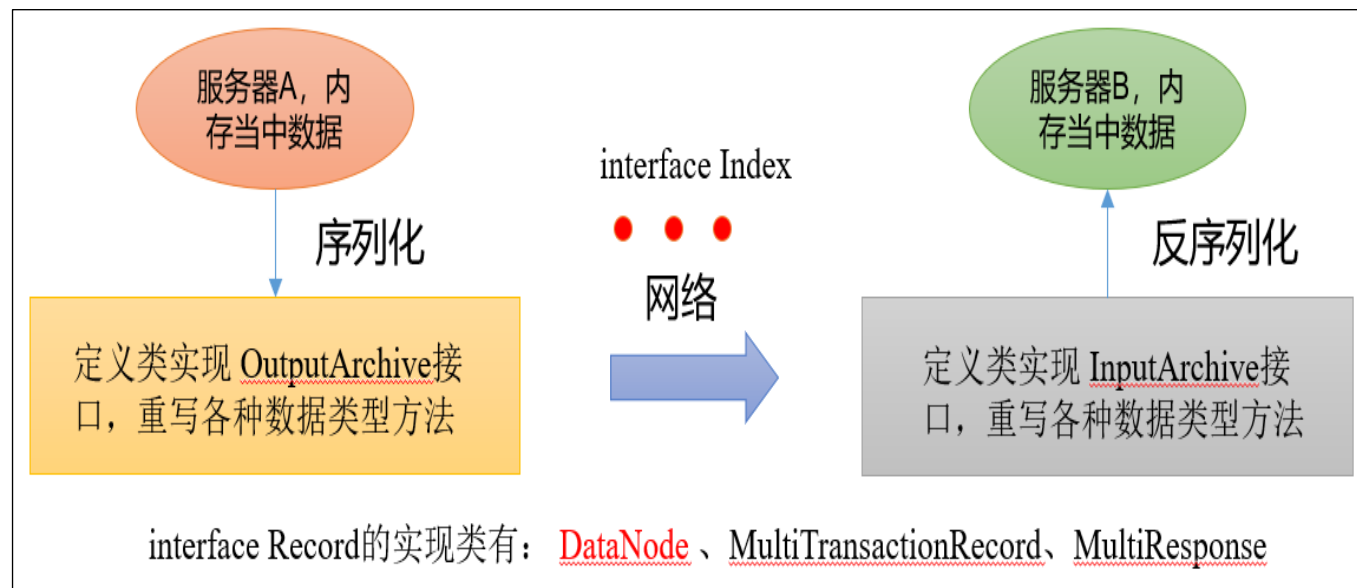 服务器A，内
存当中数据
序列化
定义类实现 OutputArchive接
口，重写各种数据类型方法
interface Index
网络
服务器B，内
存当中数据
反序列化
定义类实现 InputArchive接
口，重写各种数据类型方法
interface Record的实现类有： DataNode 、MultiTransactionRecord、MultiResponse